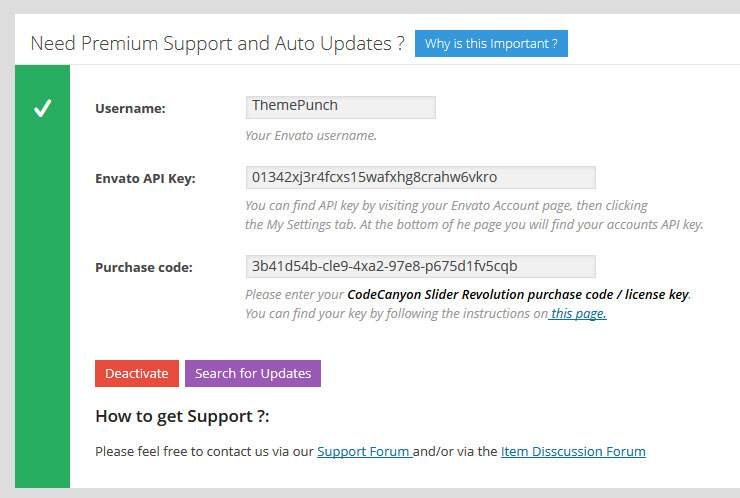 Need Premium Support and Auto Updates ? Why is this Important ?
Username: ThemePunch
Your Envato username.
Envato API Key: 01342xj3r4fcxs15wafxhg8crahw6vkro
You can find API key by visiting your Envato Account page, then clicking
the My Settings tab. At the bottom of he page you will find your accounts API key.
Purchase code: 3b41d54b-cle9-4xa2-97e8-p675d1fv5cqb
Please enter your CodeCanyon Slider Revolution purchase code / license key.
You can find your key by following the instructions on this page.
Deactivate Search for Updates
How to get Support ?:
Please feel free to contact us via our Support Forum and/or via the Item Disscussion Forum